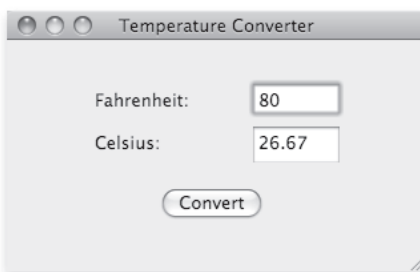 Temperature Converter
Fahrenheit: 80
Celsius: 26.67
Convert